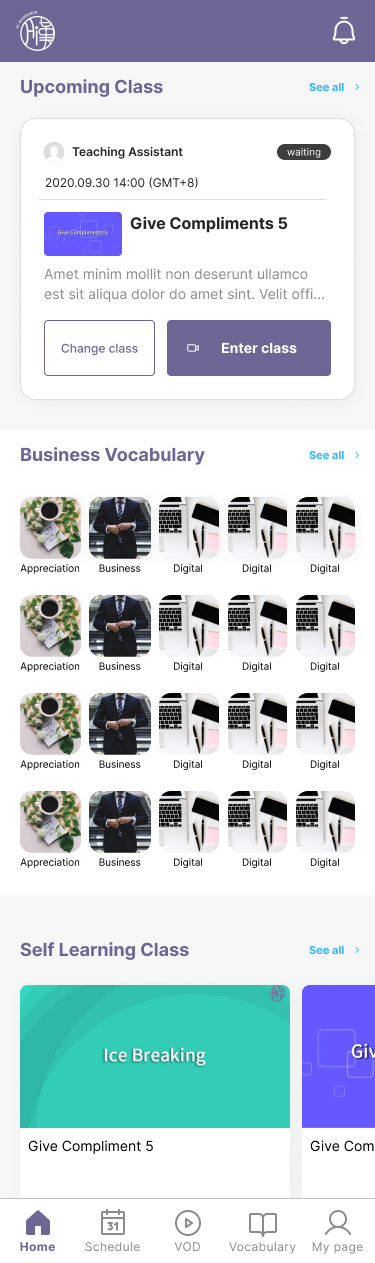 Upcoming Class
See all
Teaching Assistant
waiting
2020.09.30 14:00 (GMT+8)
Give Compliments 5
Give Compliments 5
Amet minim mollit non deserunt ullamco
est sit aliqua dolor do amet sint. Velit offi...
Change class
Enter class
Business Vocabulary
See all
Appreciation Business Digital Digital Digital
Appreciation Business Digital Digital Digital
Appreciation Business Digital Digital Digital
Appreciation Business Digital Digital Digital
Self Learning Class
See all
Ice Breaking
Giv
Give Compliment 5
Give Com
31
Home Schedule VOD Vocabulary My page